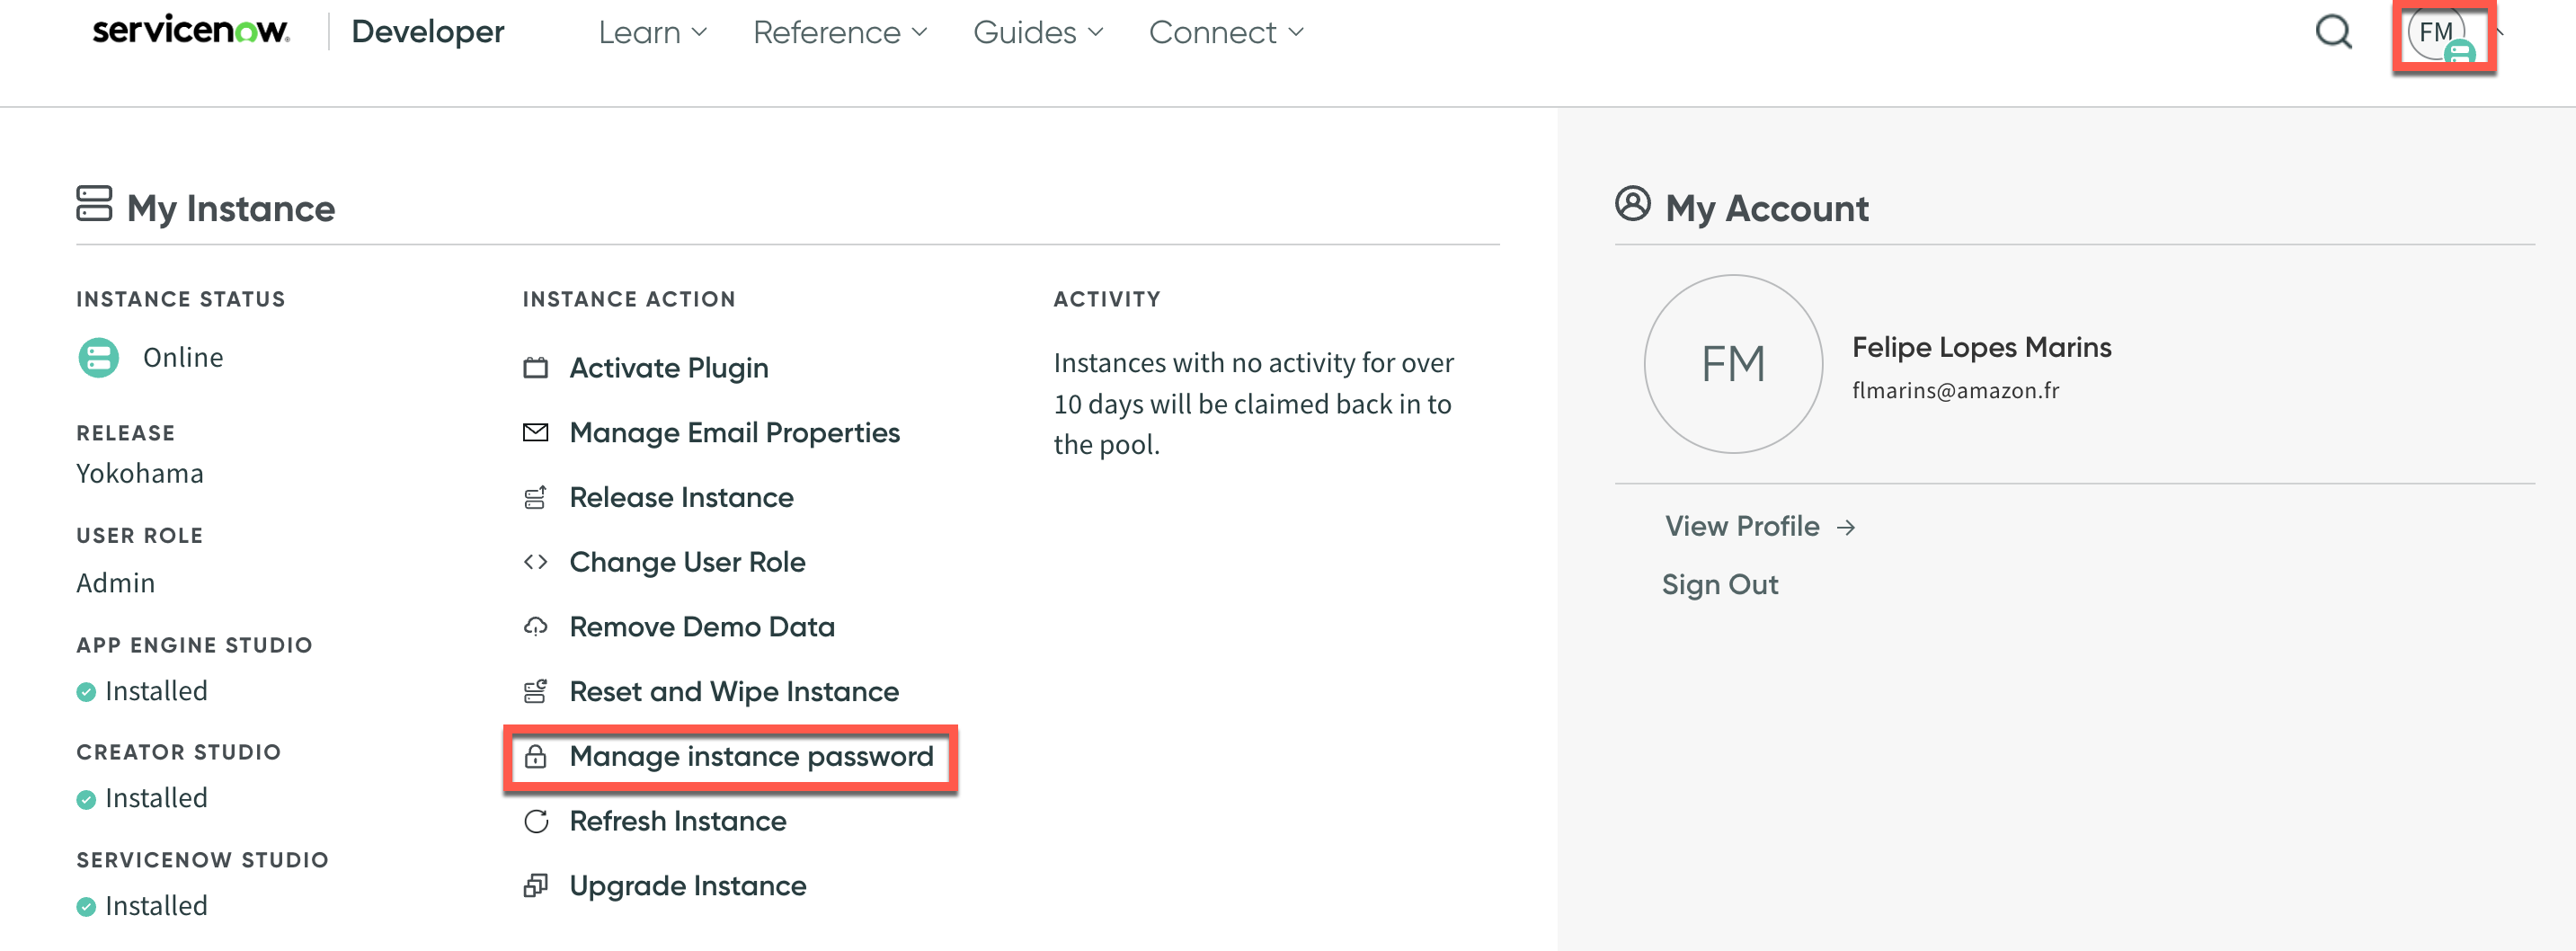 servicenow. Developer Learn Reference Guides Connect FM
My Instance
INSTANCE STATUS
Online
RELEASE
Yokohama
USER ROLE
Admin
APP ENGINE STUDIO
Installed
CREATOR STUDIO
Installed
SERVICENOW STUDIO
Installed
INSTANCE ACTION
Activate Plugin
Manage Email Properties
Release Instance
Change User Role
Remove Demo Data
Reset and Wipe Instance
Manage instance password
Refresh Instance
Upgrade Instance
ACTIVITY
Instances with no activity for over
10 days will be claimed back in to
the pool.
My Account
FM
Felipe Lopes Marins
flmarins@amazon.fr
View Profile →
Sign Out